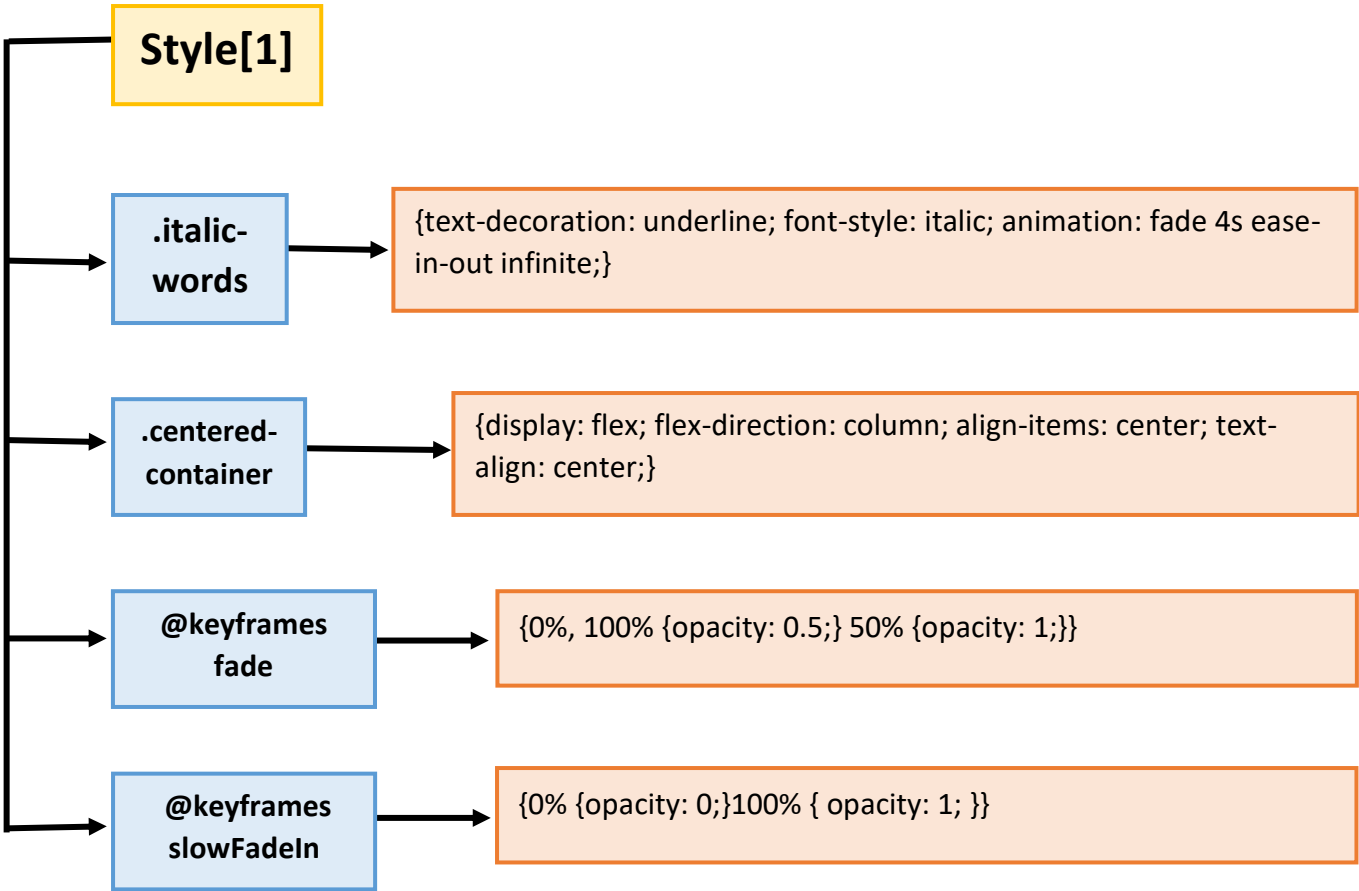 Style[1]
.italic-
words
{text-decoration: underline; font-style: italic; animation: fade 4s ease-
in-out infinite;}
.centered-
container
{display: flex; flex-direction: column; align-items: center; text-
align: center;}
@keyframes
fade
{0%, 100% {opacity: 0.5;} 50% {opacity: 1;}}
@keyframes
slowFadeIn
{0% {opacity: 0;}100% { opacity: 1; }}